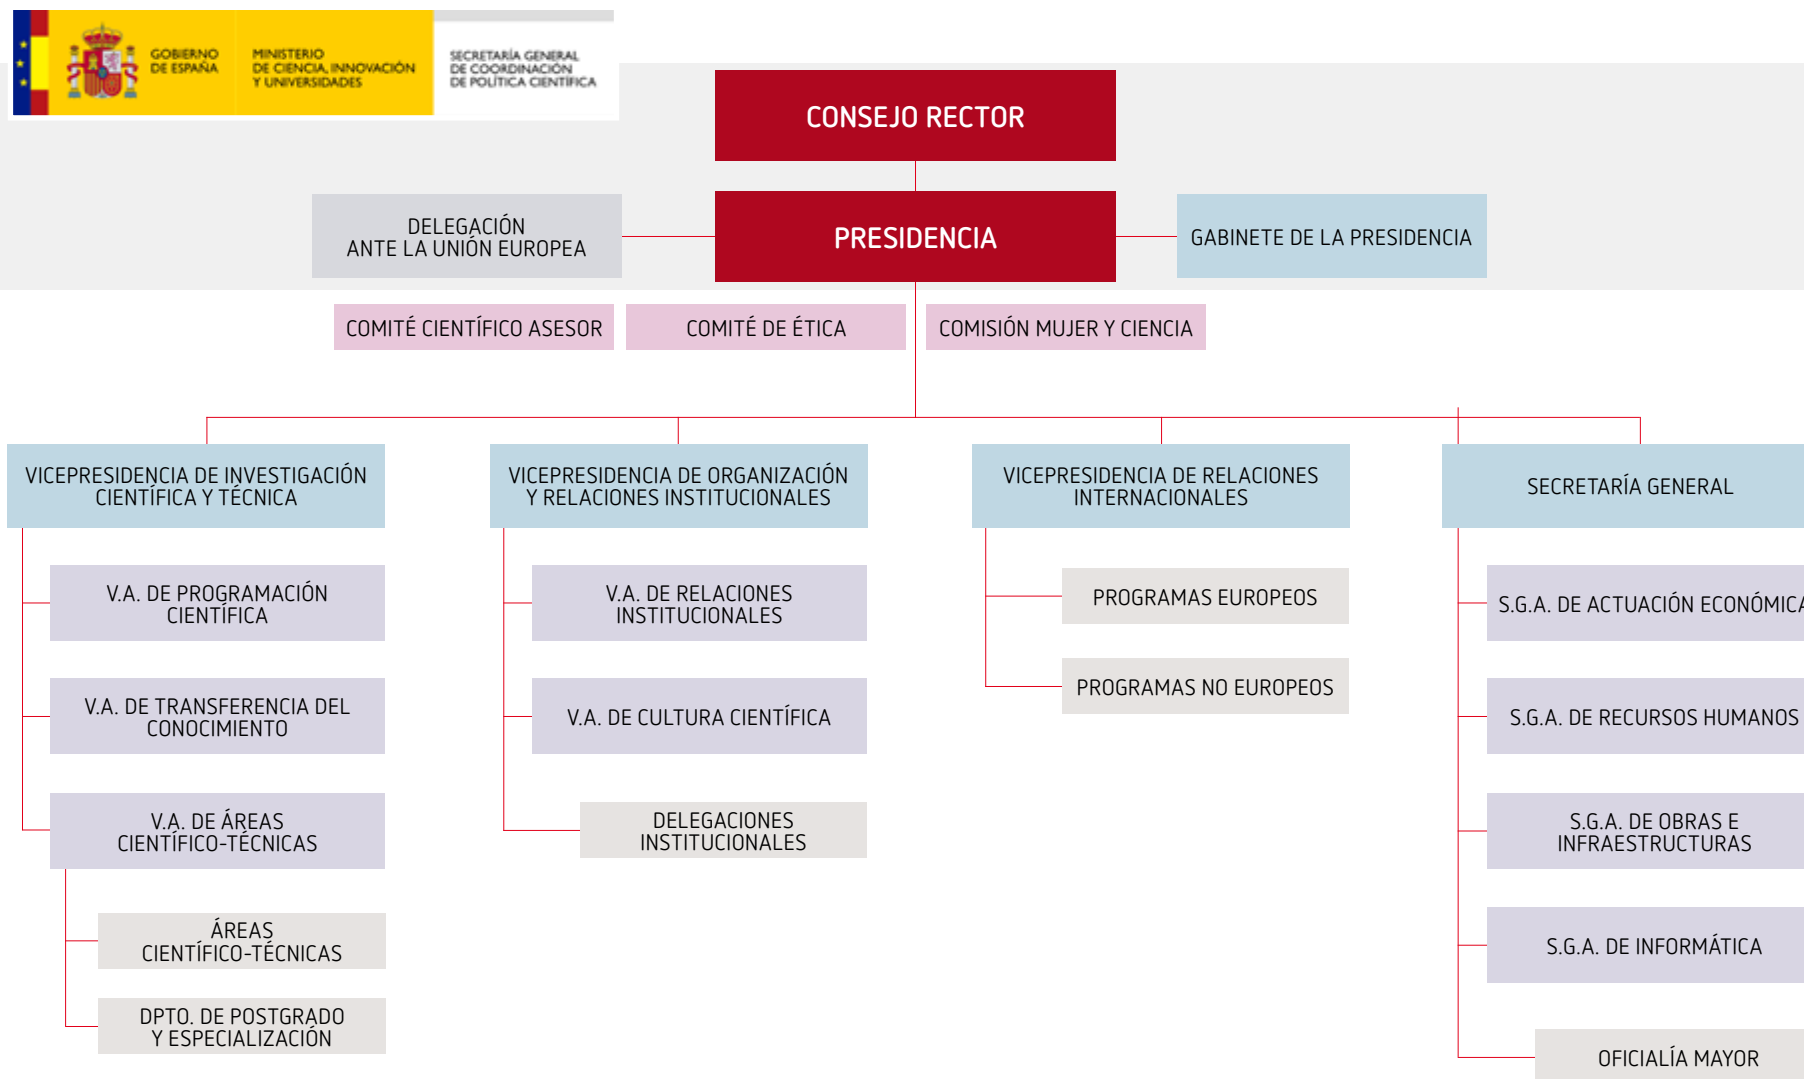 GOBIERNO
DE ESPAÑA
MINISTERIO
DE CIENCIA, INNOVACIÓN
Y UNIVERSIDADES
SECRETARÍA GENERAL
DE COORDINACIÓN
DE POLÍTICA CIENTÍFICA
CONSEJO RECTOR
DELEGACIÓN
ANTE LA UNIÓN EUROPEA
PRESIDENCIA
GABINETE DE LA PRESIDENCIA
COMITÉ CIENTÍFICO ASESOR
COMITÉ DE ÉTICA
COMISIÓN MUJER Y CIENCIA
VICEPRESIDENCIA DE INVESTIGACIÓN
CIENTÍFICA Y TÉCNICA
V.A. DE PROGRAMACIÓN
CIENTÍFICA
V.A. DE TRANSFERENCIA DEL
CONOCIMIENTO
V.A. DE ÁREAS
CIENTÍFICO-TÉCNICAS
ÁREAS
CIENTÍFICO-TÉCNICAS
DPTO. DE POSTGRADO
Y ESPECIALIZACIÓN
VICEPRESIDENCIA DE ORGANIZACIÓN
Y RELACIONES INSTITUCIONALES
V.A. DE RELACIONES
INSTITUCIONALES
V.A. DE CULTURA CIENTÍFICA
DELEGACIONES
INSTITUCIONALES
VICEPRESIDENCIA DE RELACIONES
INTERNACIONALES
PROGRAMAS EUROPEOS
PROGRAMAS NO EUROPEOS
SECRETARÍA GENERAL
S.G.A. DE ACTUACIÓN ECONÓMICA
S.G.A. DE RECURSOS HUMANOS
S.G.A. DE OBRAS E
INFRAESTRUCTURAS
S.G.A. DE INFORMÁTICA
OFICIALÍA MAYOR